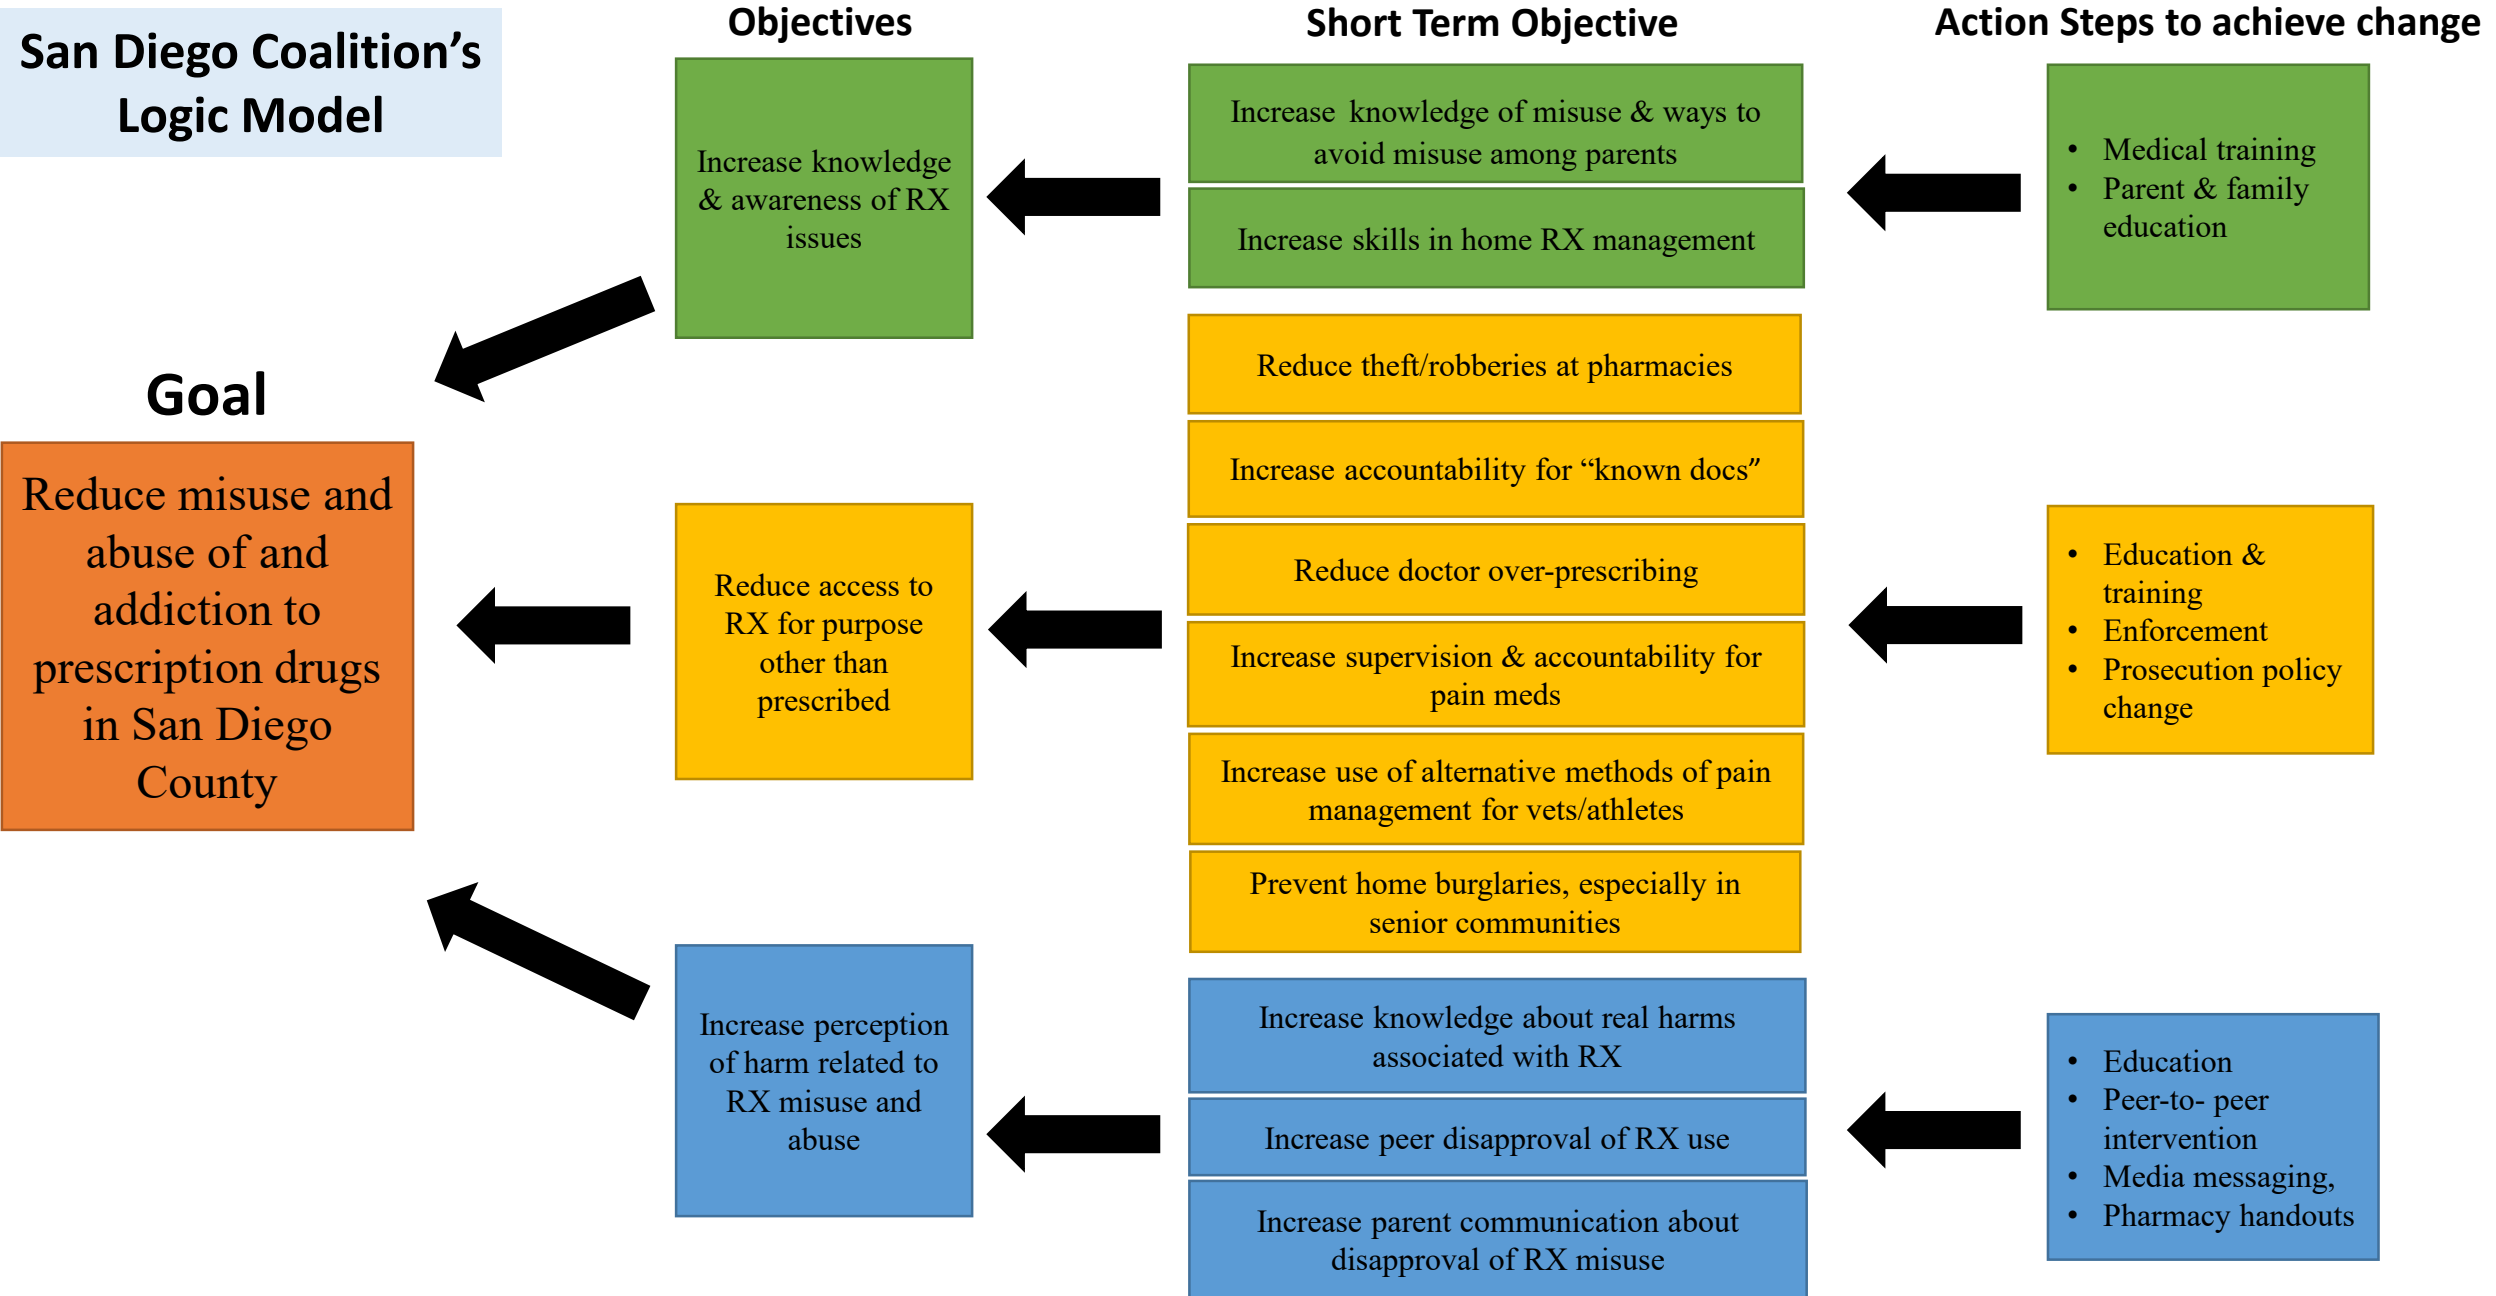 San Diego Coalition’s
Logic Model
Objectives
Short Term Objective
Action Steps to achieve change
Goal
Reduce misuse and
abuse of and
addiction to
prescription drugs
in San Diego
County
Increase knowledge
& awareness of RX
issues
Increase knowledge of misuse & ways to
avoid misuse among parents
Increase skills in home RX management
• Medical training
• Parent & family
education
Reduce access to
RX for purpose
other than
prescribed
Reduce theft/robberies at pharmacies
Increase accountability for “known docs”
Reduce doctor over-prescribing
Increase supervision & accountability for
pain meds
Increase use of alternative methods of pain
management for vets/athletes
Prevent home burglaries, especially in
senior communities
• Education &
training
• Enforcement
• Prosecution policy
change
Increase perception
of harm related to
RX misuse and
abuse
Increase knowledge about real harms
associated with RX
Increase peer disapproval of RX use
Increase parent communication about
disapproval of RX misuse
• Education
• Peer-to- peer
intervention
• Media messaging,
• Pharmacy handouts